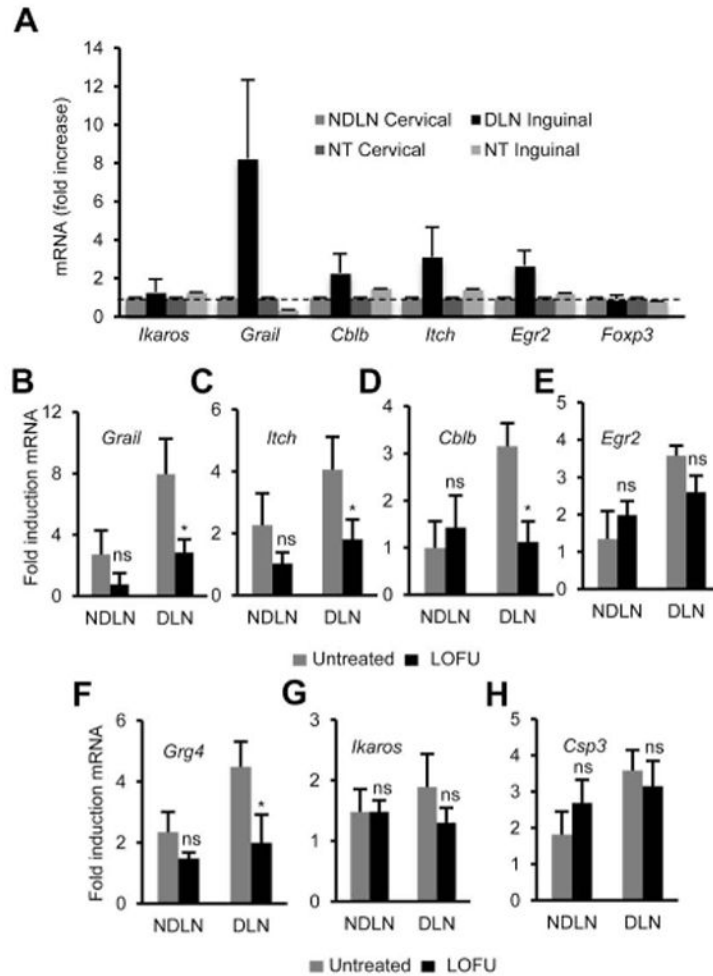 A
mRNA (fold increase)
14
12
10
8
6
4
2
0
NDLN Cervical DLN Inguinal
NT Cervical NT Inguinal
Ikaros Grail Cblb Itch Egr2 Foxp3
B
Fold induction mRNA
12
9
6
3
0
Grail
ns
*
NDLN DLN
C
6
4
2
0
Itch
ns
*
NDLN DLN
D
4
3
2
1
0
Cblb
ns
*
NDLN DLN
E
5
4
3
2
1
0
Egr2
ns
ns
NDLN DLN
Untreated LOFU
F
Fold induction mRNA
6
4
2
0
Grg4
ns
*
NDLN DLN
G
3
2
1
0
Ikaros
ns
ns
NDLN DLN
H
5
4
3
2
1
0
Csp3
ns
ns
NDLN DLN
Untreated LOFU